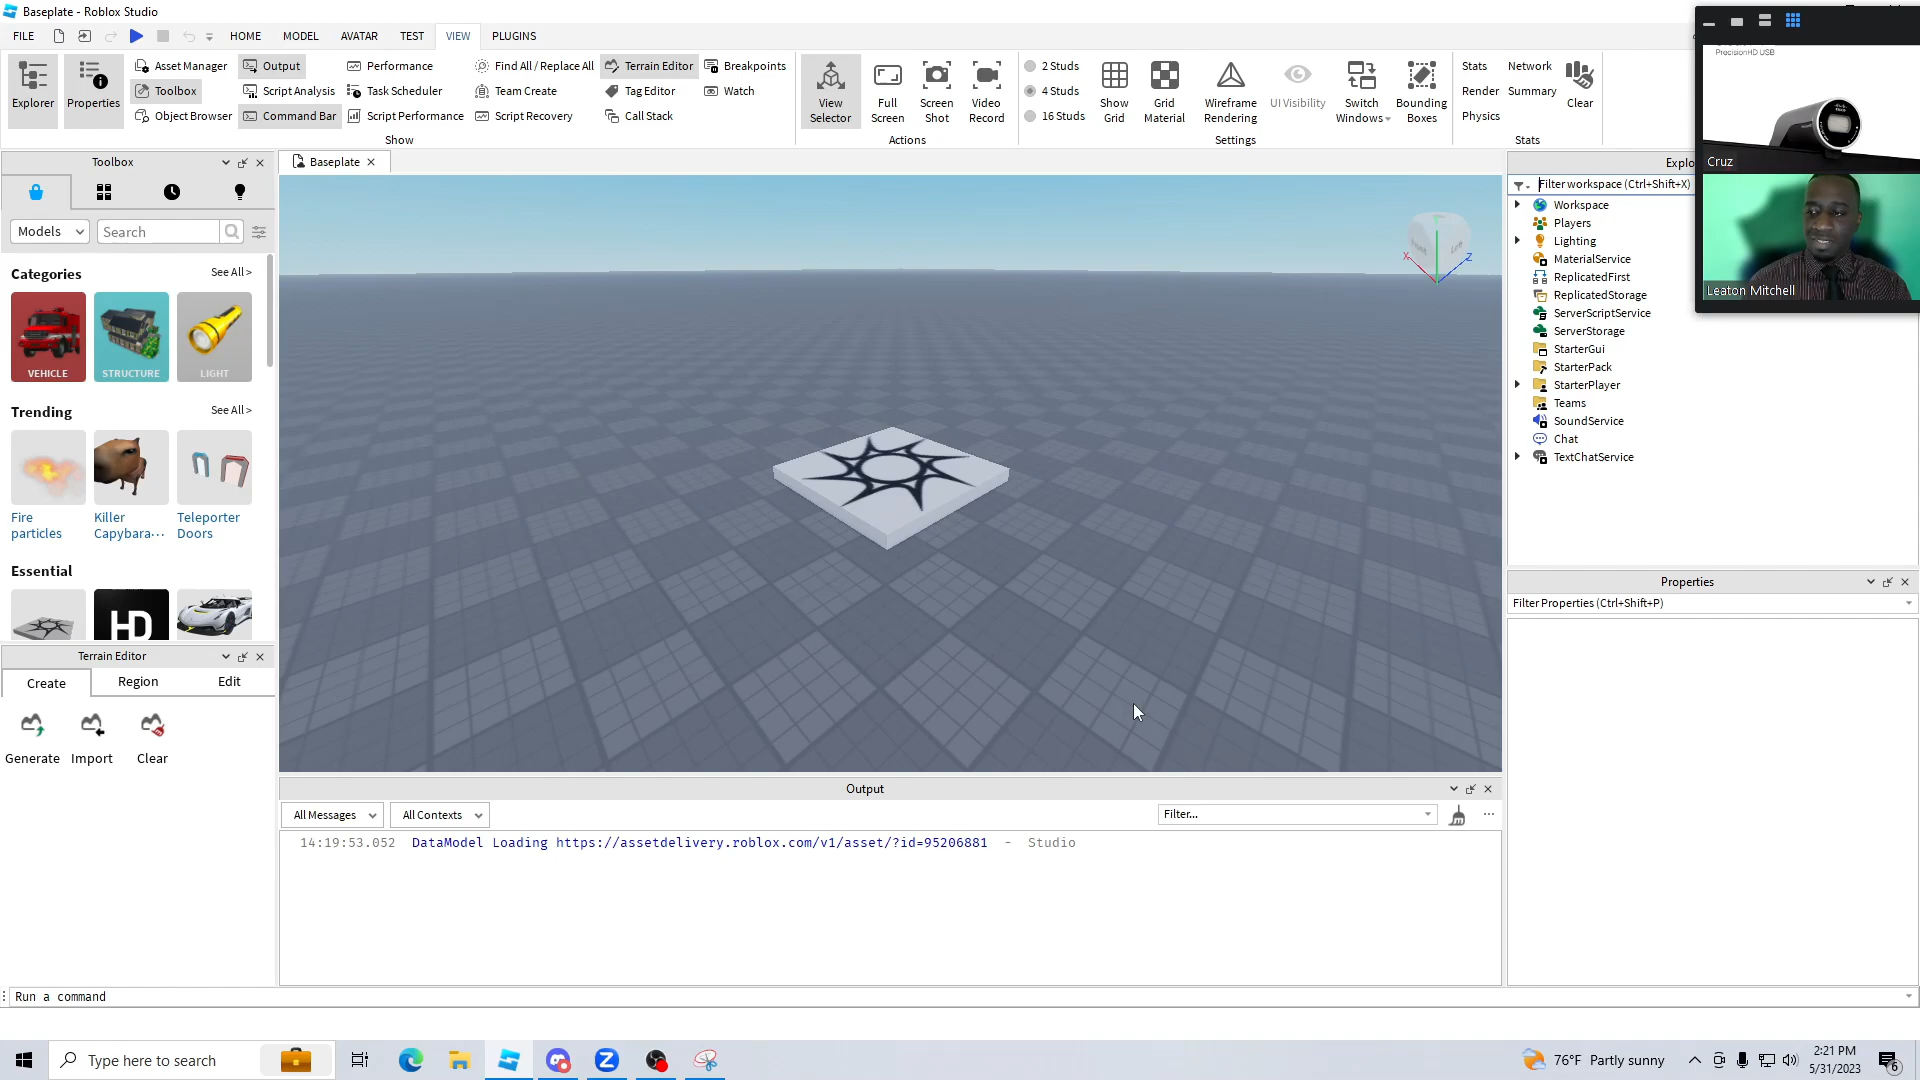 Baseplate - Roblox Studio
FILE HOME MODEL AVATAR TEST VIEW PLUGINS
Explorer
Properties
Asset Manager
Toolbox
Object Browser
Output
Script Analysis
Command Bar
Performance
Task Scheduler
Script Performance
Find All / Replace All
Team Create
Script Recovery
Terrain Editor
Tag Editor
Call Stack
Breakpoints
Watch
Show
View
Selector
Full
Screen
Screen
Shot
Video
Record
Actions
2 Studs
4 Studs
16 Studs
Show
Grid
Grid
Material
Wireframe
Rendering
UI Visibility
Switch
Windows
Bounding
Boxes
Settings
Stats
Render
Physics
Network
Summary
Clear
Stats
PrecisionHD USB
Cruz
Leaton Mitchell
Toolbox
Models
Search
Categories
See All >
VEHICLE
STRUCTURE
LIGHT
Trending
See All >
Fire
particles
Killer
Capybara...
Teleporter
Doors
Essential
HD
Terrain Editor
Create
Region
Edit
Generate
Import
Clear
Baseplate
X
Z
Output
All Messages
All Contexts
Filter...
14:19:53.052 DataModel Loading https://assetdelivery.roblox.com/v1/asset/?id=95206881 - Studio
Explo
Filter workspace (Ctrl+Shift+X)
Workspace
Players
Lighting
MaterialService
ReplicatedFirst
ReplicatedStorage
ServerScriptService
ServerStorage
StarterGui
StarterPack
StarterPlayer
Teams
SoundService
Chat
TextChatService
Properties
Filter Properties (Ctrl+Shift+P)
Run a command
Type here to search
76°F Partly sunny
2:21 PM
5/31/2023
6